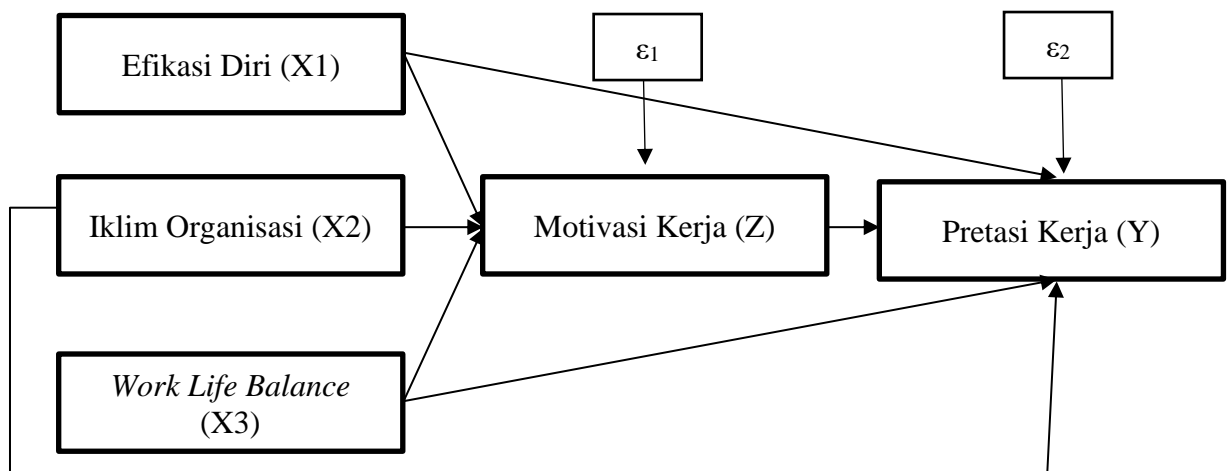 Efikasi Diri (X1)
ε1
ε2
Iklim Organisasi (X2)
Motivasi Kerja (Z)
Pretasi Kerja (Y)
Work Life Balance
(X3)